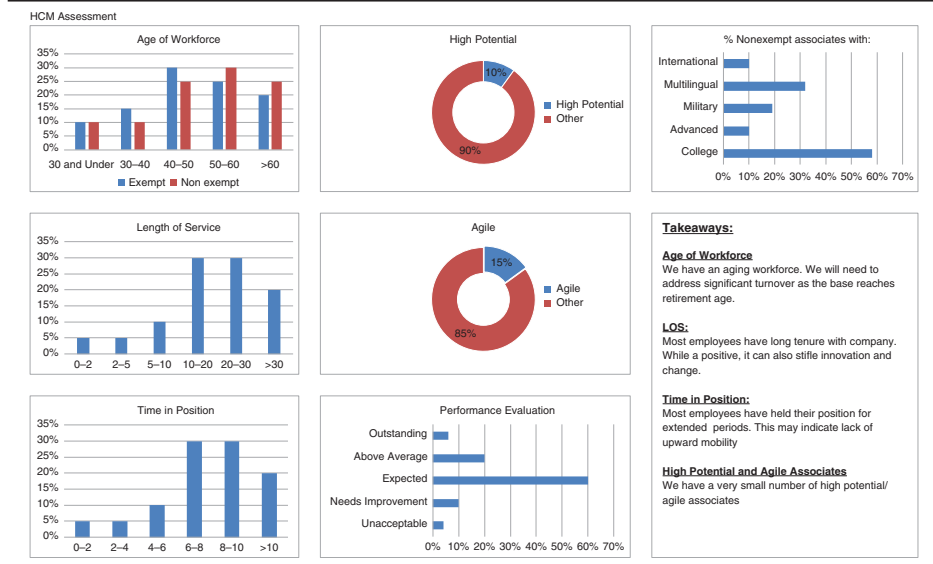 HCM Assessment
Age of Workforce
35%
30%
25%
20%
15%
10%
5%
0%
30 and Under 30–40 40–50 50–60 >60
Exempt Non exempt
High Potential
10%
90%
High Potential
Other
% Nonexempt associates with:
International
Multilingual
Military
Advanced
College
0% 10% 20% 30% 40% 50% 60% 70%
Length of Service
35%
30%
25%
20%
15%
10%
5%
0%
0–2 2–5 5–10 10–20 20–30 >30
Agile
15%
85%
Agile
Other
Takeaways:
Age of Workforce
We have an aging workforce. We will need to
address significant turnover as the base reaches
retirement age.
LOS:
Most employees have long tenure with company.
While a positive, it can also stifle innovation and
change.
Time in Position:
Most employees have held their position for
extended periods. This may indicate lack of
upward mobility
High Potential and Agile Associates
We have a very small number of high potential/
agile associates
Time in Position
35%
30%
25%
20%
15%
10%
5%
0%
0–2 2–4 4–6 6–8 8–10 >10
Performance Evaluation
Outstanding
Above Average
Expected
Needs Improvement
Unacceptable
0% 10% 20% 30% 40% 50% 60% 70%